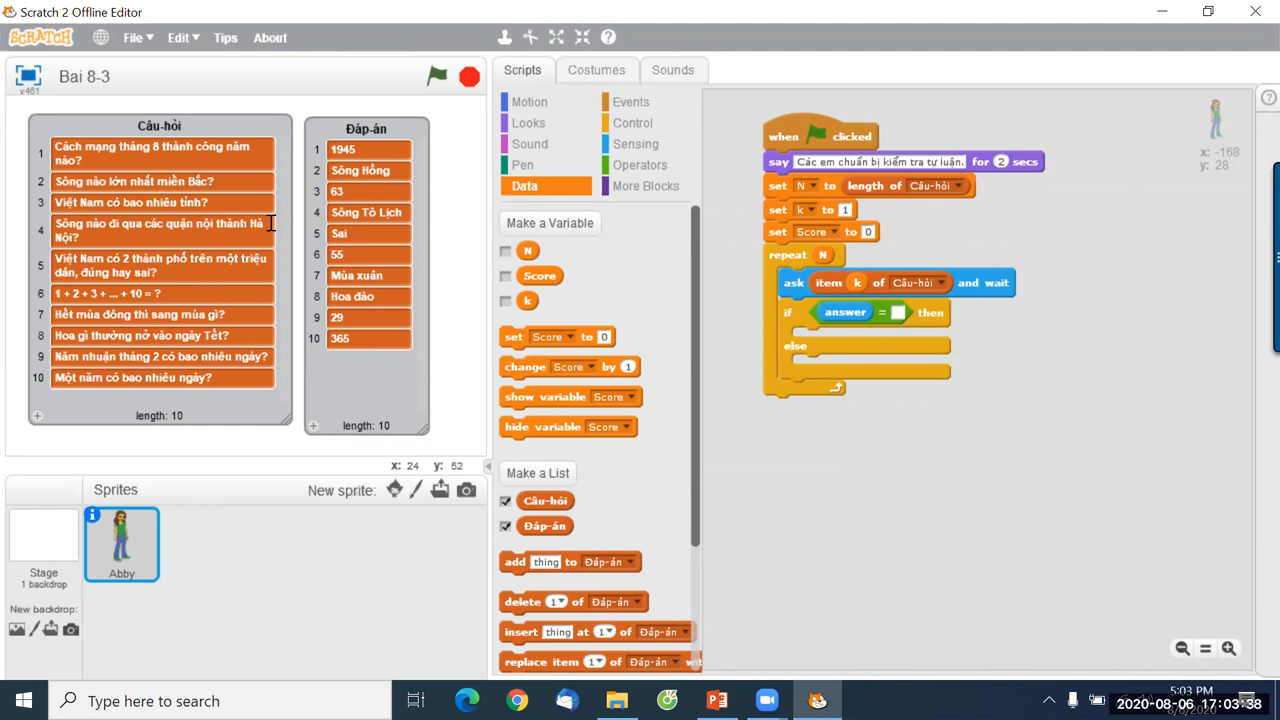 Scratch 2 Offline Editor
SCRATCH
File
Edit
Tips
About
v461
Bai 8-3
Câu-hỏi
1
Cách mạng tháng 8 thành công năm
nào?
2
Sông nào lớn nhất miền Bắc?
3
Việt Nam có bao nhiêu tỉnh?
4
Sông nào đi qua các quận nội thành Hà
Nội?
5
Việt Nam có 2 thành phố trên một triệu
dân, đúng hay sai?
6
1 + 2 + 3 + ... + 10 = ?
7
Hết mùa đông thì sang mùa gì?
8
Hoa gì thường nở vào ngày Tết?
9
Năm nhuận tháng 2 có bao nhiêu ngày?
10
Một năm có bao nhiêu ngày?
length: 10
Đáp-án
1
1945
2
Sông Hồng
3
63
4
Sông Tô Lịch
5
Sai
6
55
7
Mùa xuân
8
Hoa đào
9
29
10
365
length: 10
x: 24 y: 52
Sprites
New sprite:
Abby
Stage
1 backdrop
New backdrop:
Scripts
Costumes
Sounds
Motion
Events
Looks
Control
Sound
Sensing
Pen
Operators
Data
More Blocks
Make a Variable
N
Score
k
set Score to 0
change Score by 1
show variable Score
hide variable Score
Make a List
Câu-hỏi
Đáp-án
add thing to Đáp-án
delete 1 of Đáp-án
insert thing at 1 of Đáp-án
replace item 1 of Đáp-án
when clicked
say Các em chuẩn bị kiểm tra tự luận. for 2 secs
set N to length of Câu-hỏi
set k to 1
set Score to 0
repeat N
ask item k of Câu-hỏi and wait
if answer = then
else
x: -168
y: 28
Type here to search
5:03 PM
2020-08-06 17:03:38